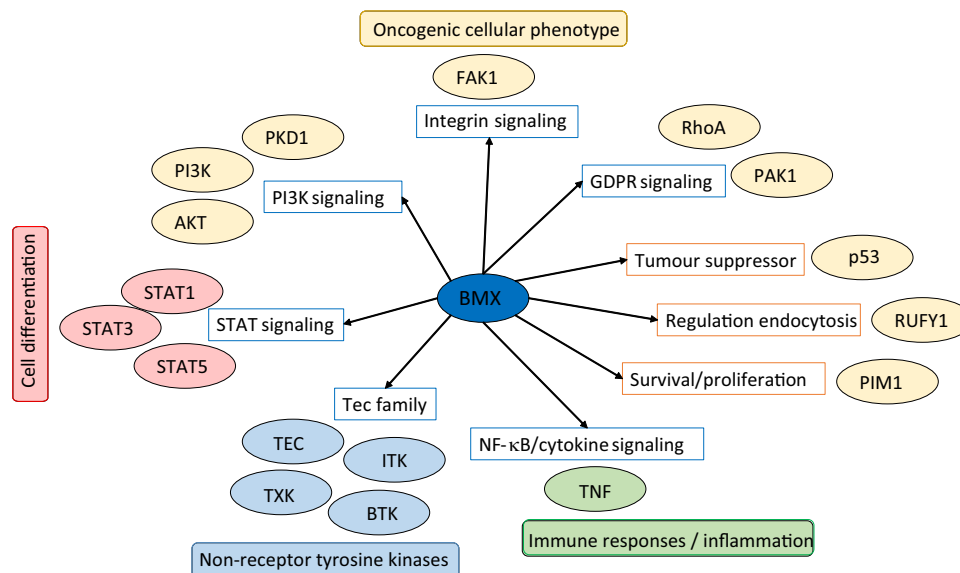 Oncogenic cellular phenotype
FAK1
Integrin signaling
RhoA
PAK1
GDPR signaling
PKD1
PI3K
AKT
PI3K signaling
Tumour suppressor
p53
BMX
Cell differentiation
STAT1
STAT3
STAT5
STAT signaling
Regulation endocytosis
RUFY1
Survival/proliferation
PIM1
Tec family
TEC
ITK
TXK
BTK
Non-receptor tyrosine kinases
NF-κB/cytokine signaling
TNF
Immune responses / inflammation